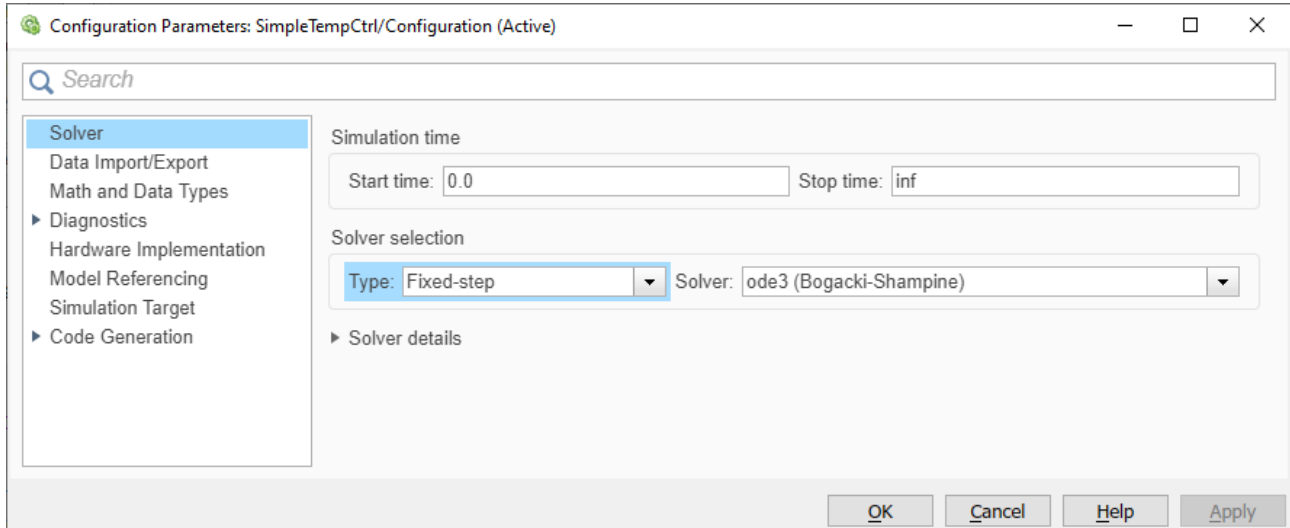 Configuration Parameters: SimpleTempCtrl/Configuration (Active)
Search
Solver
Data Import/Export
Math and Data Types
Diagnostics
Hardware Implementation
Model Referencing
Simulation Target
Code Generation
Simulation time
Start time: 0.0 Stop time: inf
Solver selection
Type: Fixed-step Solver: ode3 (Bogacki-Shampine)
Solver details
OK Cancel Help Apply